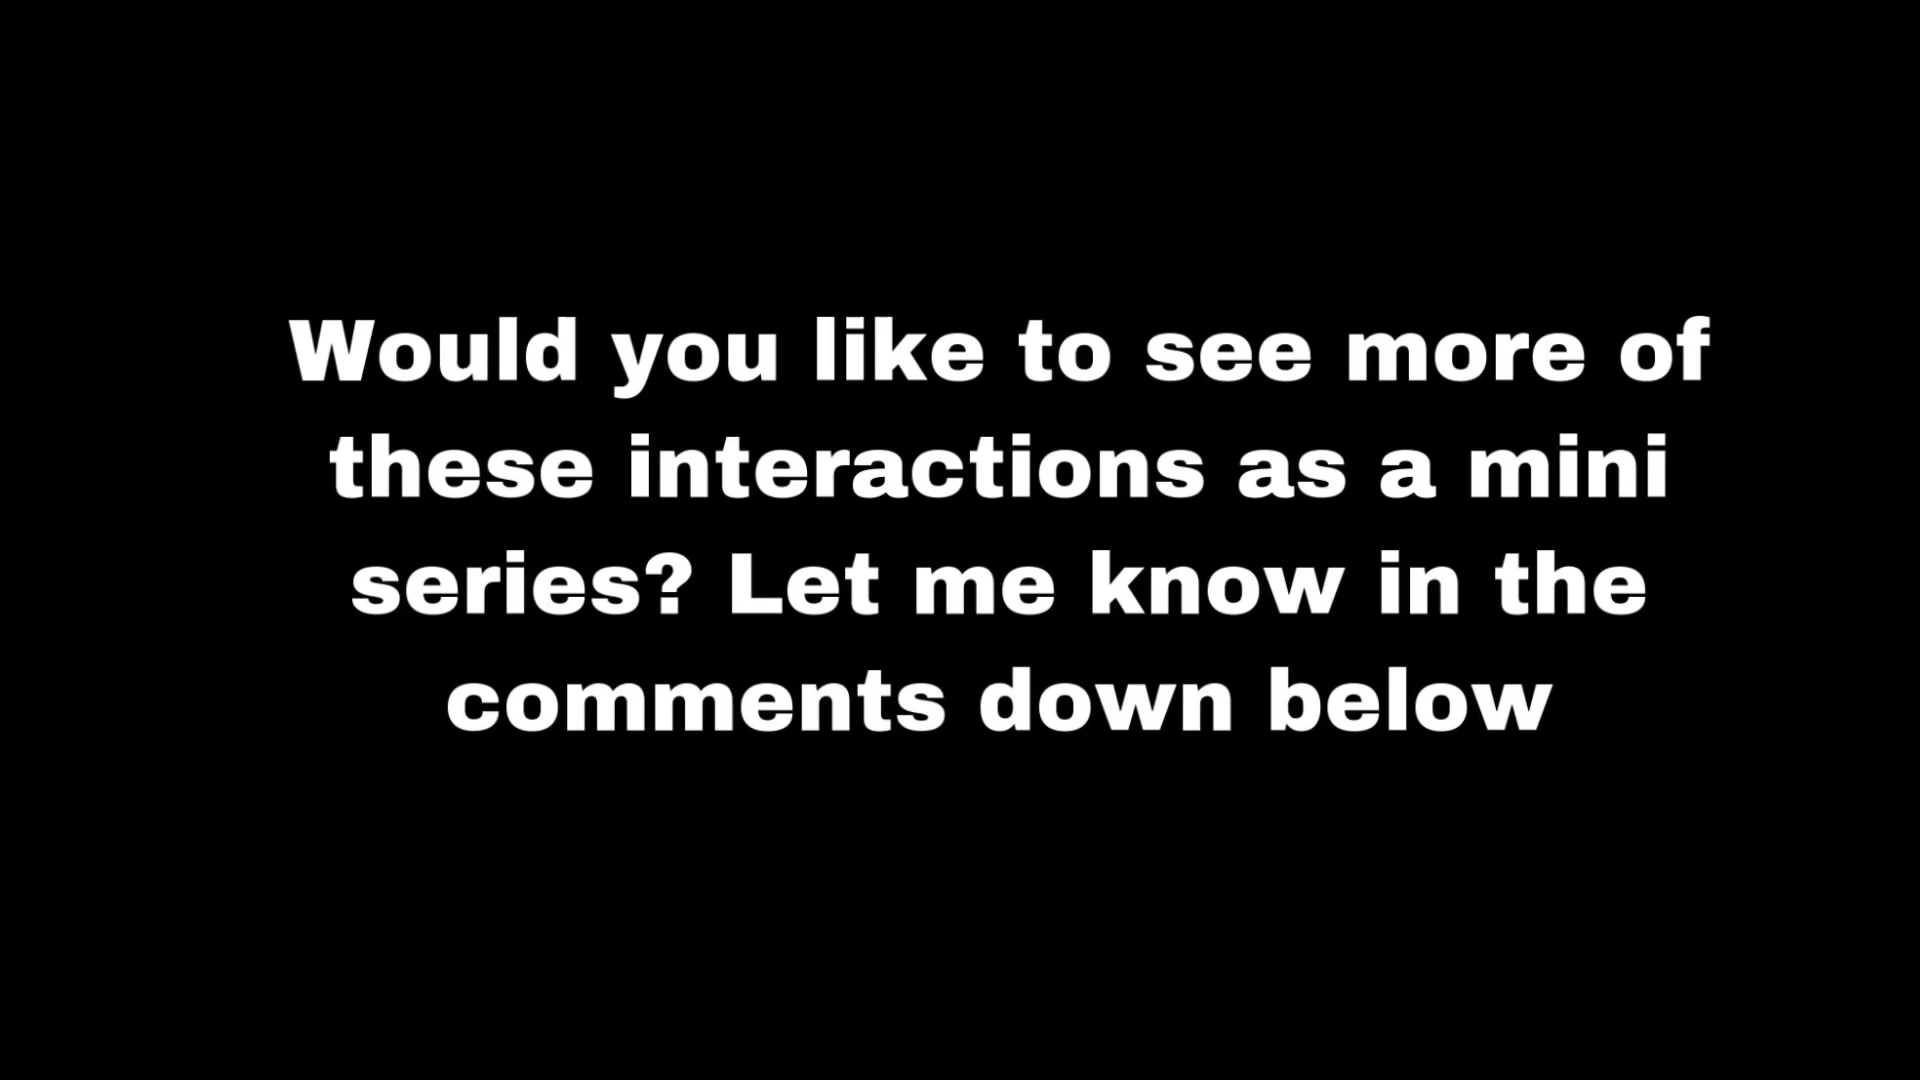 Would you like to see more of
these interactions as a mini
series? Let me know in the
comments down below